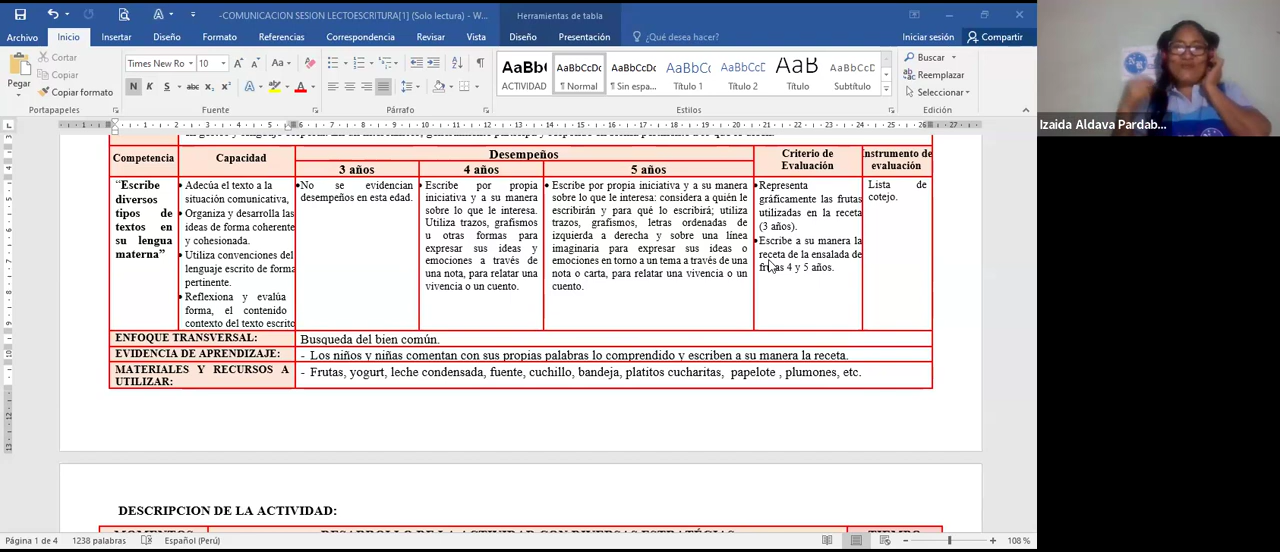 -COMUNICACION SESION LECTOESCRITURA[1] (Solo lectura) - W...
Herramientas de tabla
Archivo Inicio Insertar Diseño Formato Referencias Correspondencia Revisar Vista Diseño Presentación ¿Qué desea hacer? Iniciar sesión Compartir
Pegar
Cortar
Copiar
Copiar formato
Portapapeles
Times New Ro 10
N K S
Fuente
Párrafo
AaBbC ACTIVIDAD
AaBbCcDc ¶ Normal
AaBbCcDc ¶ Sin espa...
AaBbC Título 1
AaBbCcD Título 2
AaB Título
AaBbCcD Subtítulo
Estilos
Buscar
Reemplazar
Seleccionar
Edición
Izaida Aldava Pardab...
Competencia
Capacidad
Desempeños
3 años
4 años
5 años
Criterio de
Evaluación
Instrumento de
evaluación
“Escribe
diversos
tipos de
textos en
su lengua
materna”
• Adecúa el texto a la
situación comunicativa,
• Organiza y desarrolla las
ideas de forma coherente
y cohesionada.
• Utiliza convenciones del
lenguaje escrito de forma
pertinente.
• Reflexiona y evalúa
forma, el contenido
contexto del texto escrito
• No se evidencian
desempeños en esta edad.
• Escribe por propia
iniciativa y a su manera
sobre lo que le interesa.
Utiliza trazos, grafismos
u otras formas para
expresar sus ideas y
emociones a través de
una nota, para relatar una
vivencia o un cuento.
• Escribe por propia iniciativa y a su manera
sobre lo que le interesa: considera a quién le
escribirán y para qué lo escribirá; utiliza
trazos, grafismos, letras ordenadas de
izquierda a derecha y sobre una línea
imaginaria para expresar sus ideas o
emociones en torno a un tema a través de una
nota o carta, para relatar una vivencia o un
cuento.
• Representa
gráficamente las frutas
utilizadas en la receta
(3 años).
• Escribe a su manera la
receta de la ensalada de
frutas 4 y 5 años.
Lista de
cotejo.
ENFOQUE TRANSVERSAL:
Busqueda del bien común.
EVIDENCIA DE APRENDIZAJE:
- Los niños y niñas comentan con sus propias palabras lo comprendido y escriben a su manera la receta.
MATERIALES Y RECURSOS A
UTILIZAR:
- Frutas, yogurt, leche condensada, fuente, cuchillo, bandeja, platitos cucharitas, papelote , plumones, etc.
DESCRIPCION DE LA ACTIVIDAD:
MOMENTOS DESARROLLO DE LA ACTIVIDAD CON DIVERSAS ESTRATÉGIAS TIEMPO
Página 1 de 4 1238 palabras Español (Perú) 108 %